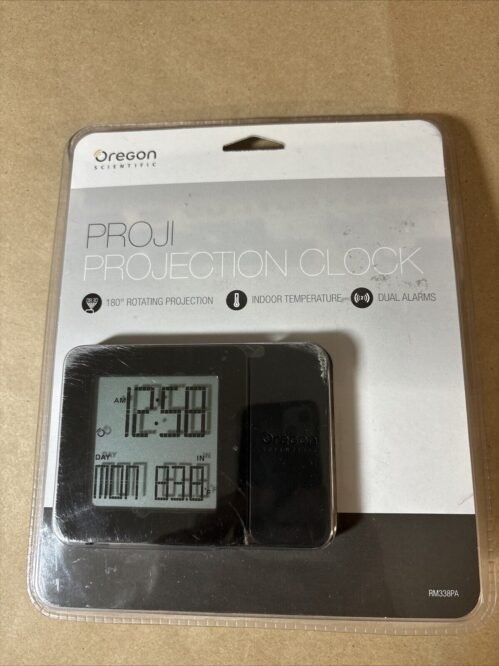 Oregon
SCIENTIFIC
PROJI
PROJECTION CLOCK
180° ROTATING PROJECTION
INDOOR TEMPERATURE
DUAL ALARMS
AM 12:58
DAY IN
MON °F
Oregon
SCIENTIFIC
RM338PA